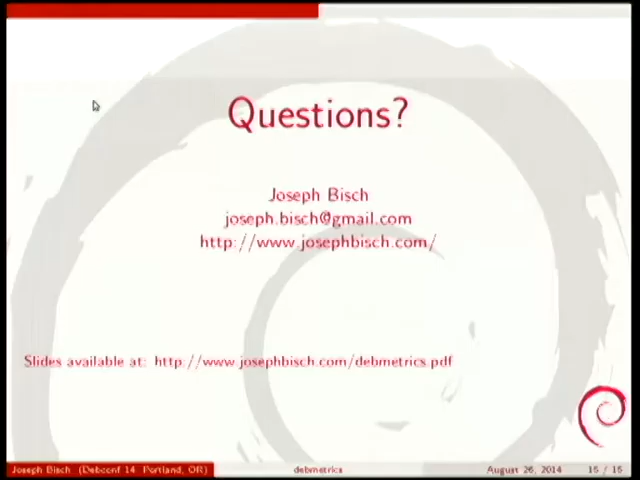 Questions?
Joseph Bisch
joseph.bisch@gmail.com
http://www.josephbisch.com/
Slides available at: http://www.josephbisch.com/debmetrics.pdf
Joseph Bisch (Debconf 14 Portland, OR) debmetrics August 26, 2014 15 / 15